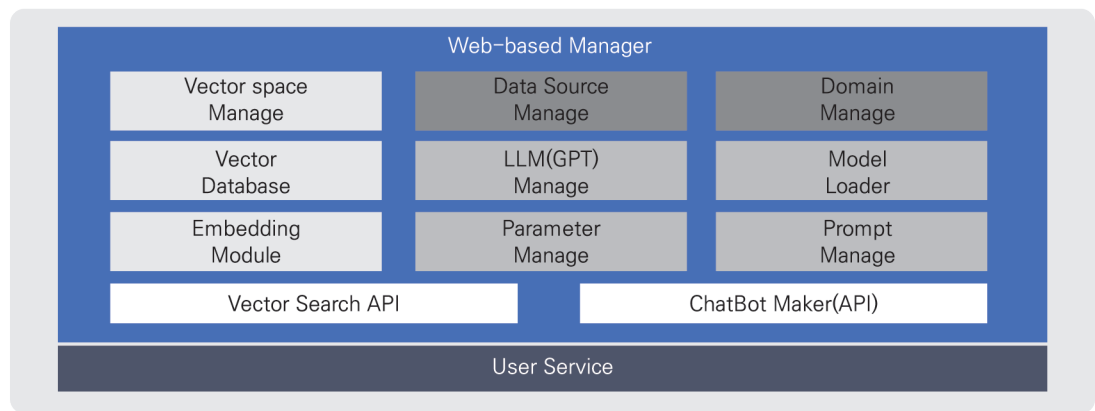 Web-based Manager
Vector space
Manage
Data Source
Manage
Domain
Manage
Vector
Database
LLM(GPT)
Manage
Model
Loader
Embedding
Module
Parameter
Manage
Prompt
Manage
Vector Search API
ChatBot Maker(API)
User Service